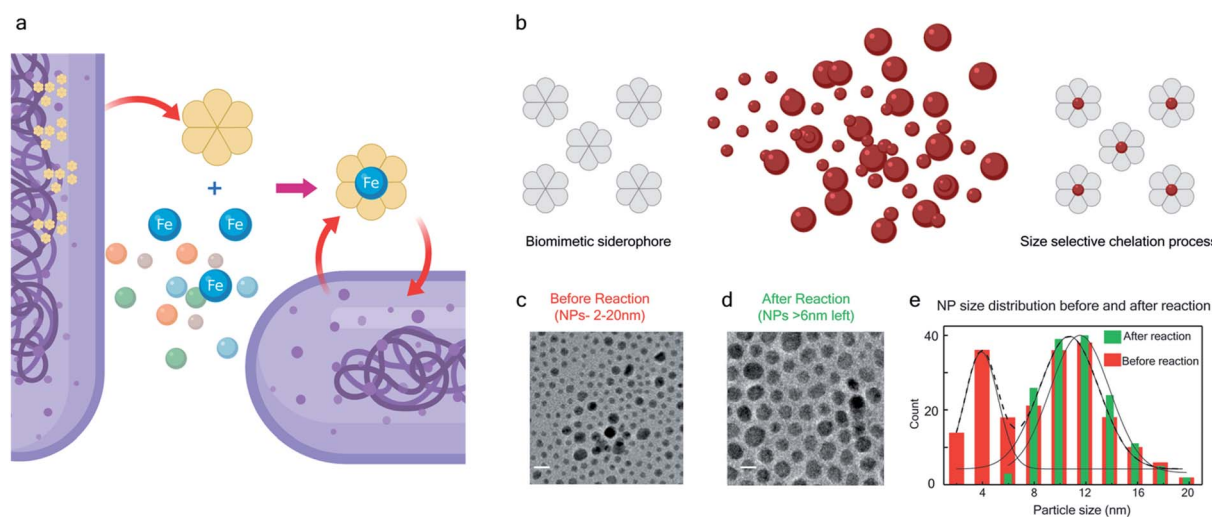 a
+
Fe
Fe
Fe
Fe
b
Biomimetic siderophore
Size selective chelation process
c
Before Reaction
(NPs- 2-20nm)
d
After Reaction
(NPs >6nm left)
e
NP size distribution before and after reaction
After reaction
Before reaction
Count
40
20
0
4
8
12
16
20
Particle size (nm)